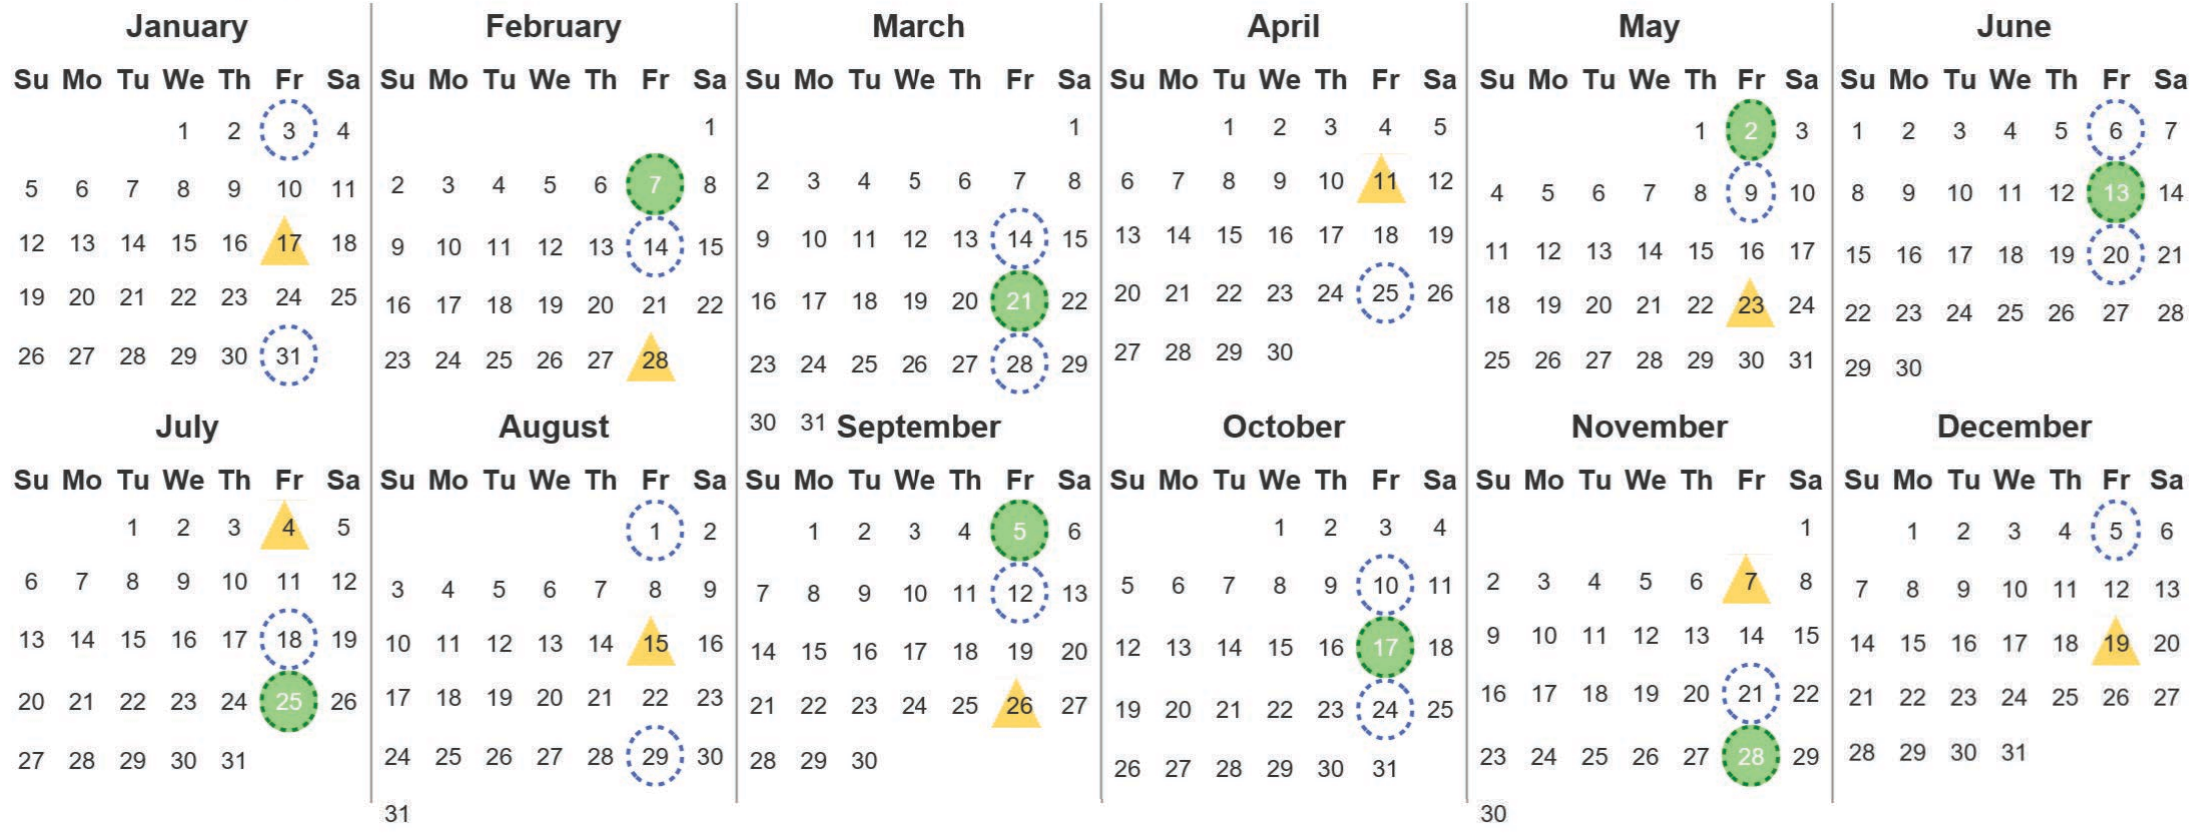 January
Su Mo Tu We Th Fr Sa
1 2 3 4
5 6 7 8 9 10 11
12 13 14 15 16 17 18
19 20 21 22 23 24 25
26 27 28 29 30 31
February
Su Mo Tu We Th Fr Sa
1
2 3 4 5 6 7 8
9 10 11 12 13 14 15
16 17 18 19 20 21 22
23 24 25 26 27 28
March
Su Mo Tu We Th Fr Sa
1
2 3 4 5 6 7 8
9 10 11 12 13 14 15
16 17 18 19 20 21 22
23 24 25 26 27 28 29
30 31
April
Su Mo Tu We Th Fr Sa
1 2 3 4 5
6 7 8 9 10 11 12
13 14 15 16 17 18 19
20 21 22 23 24 25 26
27 28 29 30
May
Su Mo Tu We Th Fr Sa
1 2 3
4 5 6 7 8 9 10
11 12 13 14 15 16 17
18 19 20 21 22 23 24
25 26 27 28 29 30 31
June
Su Mo Tu We Th Fr Sa
1 2 3 4 5 6 7
8 9 10 11 12 13 14
15 16 17 18 19 20 21
22 23 24 25 26 27 28
29 30
July
Su Mo Tu We Th Fr Sa
1 2 3 4 5
6 7 8 9 10 11 12
13 14 15 16 17 18 19
20 21 22 23 24 25 26
27 28 29 30 31
August
Su Mo Tu We Th Fr Sa
1 2
3 4 5 6 7 8 9
10 11 12 13 14 15 16
17 18 19 20 21 22 23
24 25 26 27 28 29 30
31
September
Su Mo Tu We Th Fr Sa
1 2 3 4 5 6
7 8 9 10 11 12 13
14 15 16 17 18 19 20
21 22 23 24 25 26 27
28 29 30
October
Su Mo Tu We Th Fr Sa
1 2 3 4
5 6 7 8 9 10 11
12 13 14 15 16 17 18
19 20 21 22 23 24 25
26 27 28 29 30 31
November
Su Mo Tu We Th Fr Sa
1
2 3 4 5 6 7 8
9 10 11 12 13 14 15
16 17 18 19 20 21 22
23 24 25 26 27 28 29
30
December
Su Mo Tu We Th Fr Sa
1 2 3 4 5 6
7 8 9 10 11 12 13
14 15 16 17 18 19 20
21 22 23 24 25 26 27
28 29 30 31